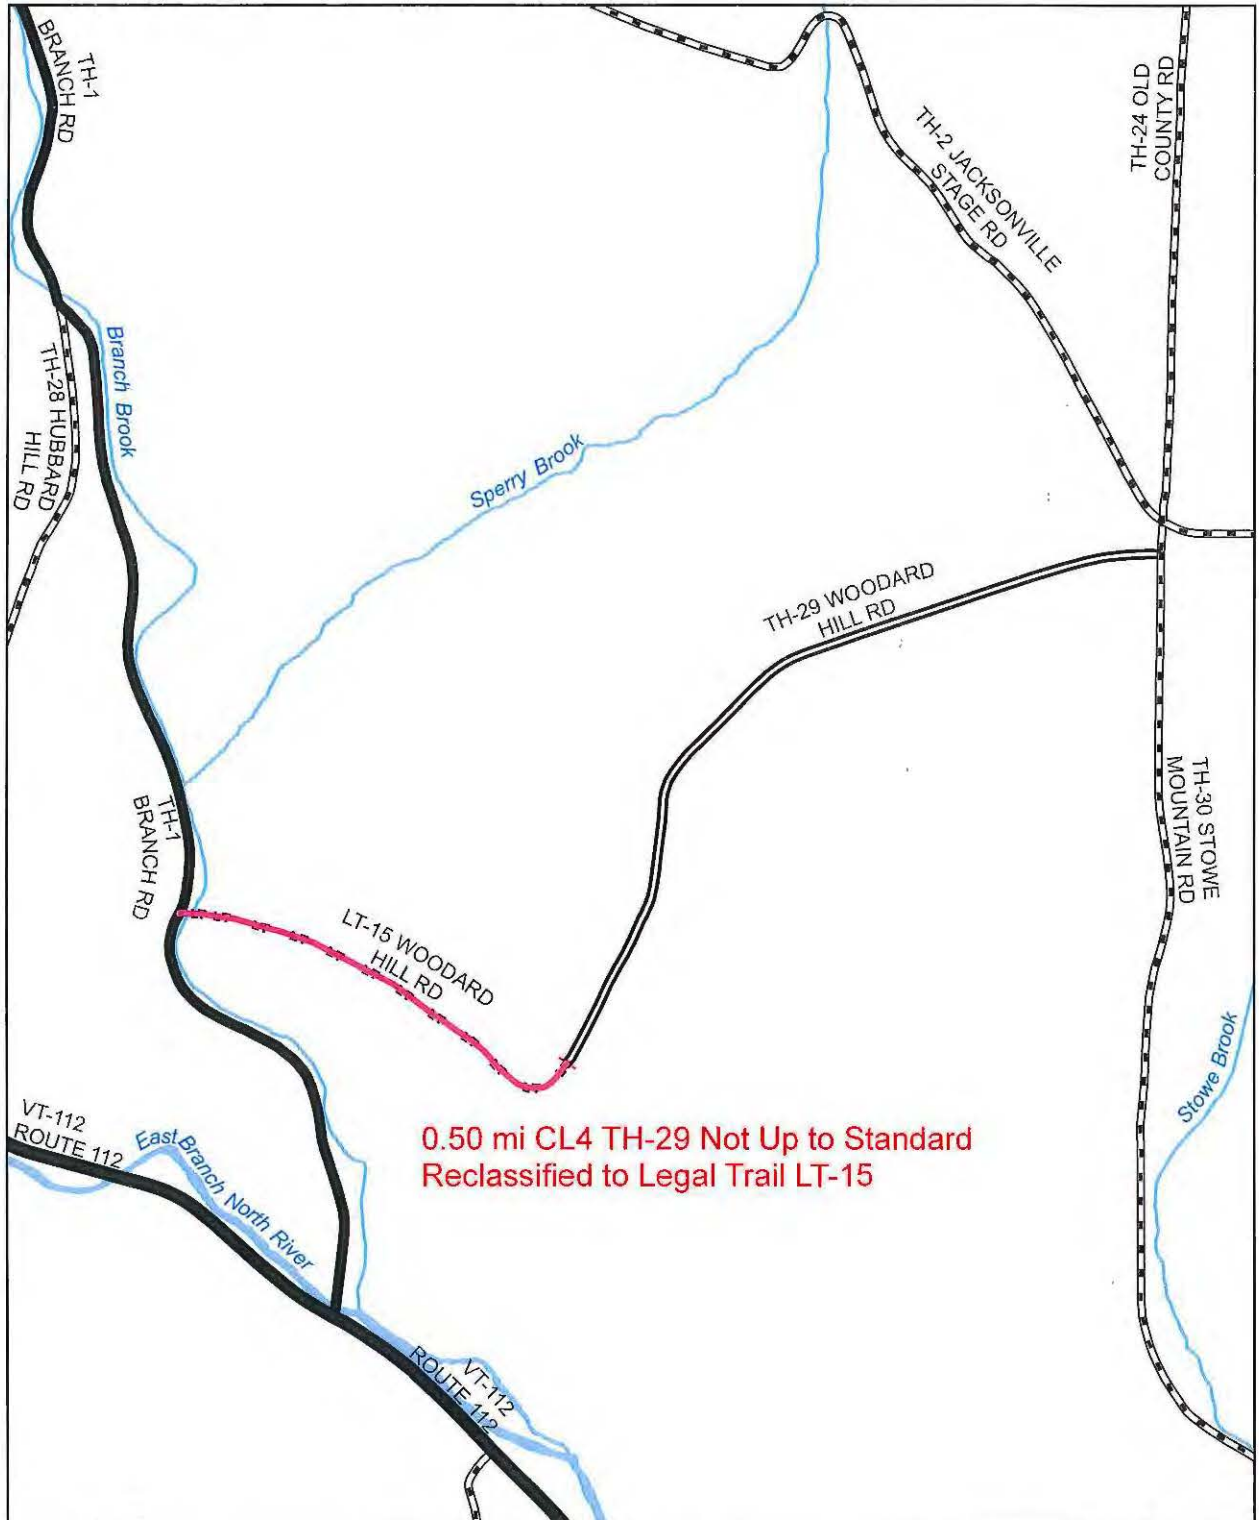 TH-1
BRANCH RD
TH-2 JACKSONVILLE
STAGE RD
TH-24 OLD
COUNTY RD
Branch Brook
TH-28 HUBBARD
HILL RD
Sperry Brook
TH-29 WOODARD
HILL RD
TH-30 STOWE
MOUNTAIN RD
TH-1
BRANCH RD
LT-15 WOODARD
HILL RD
Stowe Brook
VT-112
ROUTE 112
East Branch North River
0.50 mi CL4 TH-29 Not Up to Standard
Reclassified to Legal Trail LT-15
VT-112
ROUTE 112